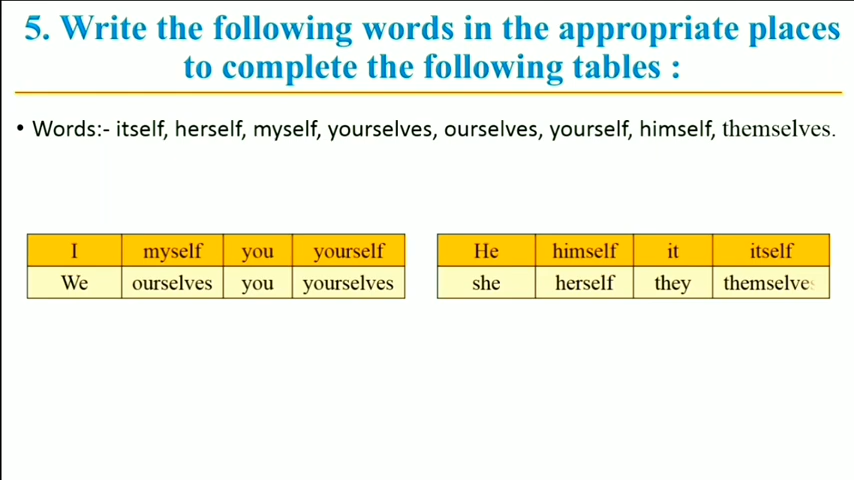 5. Write the following words in the appropriate places
to complete the following tables :
• Words:- itself, herself, myself, yourselves, ourselves, yourself, himself, themselves.
I myself you yourself
We ourselves you yourselves
He himself it itself
she herself they themselves